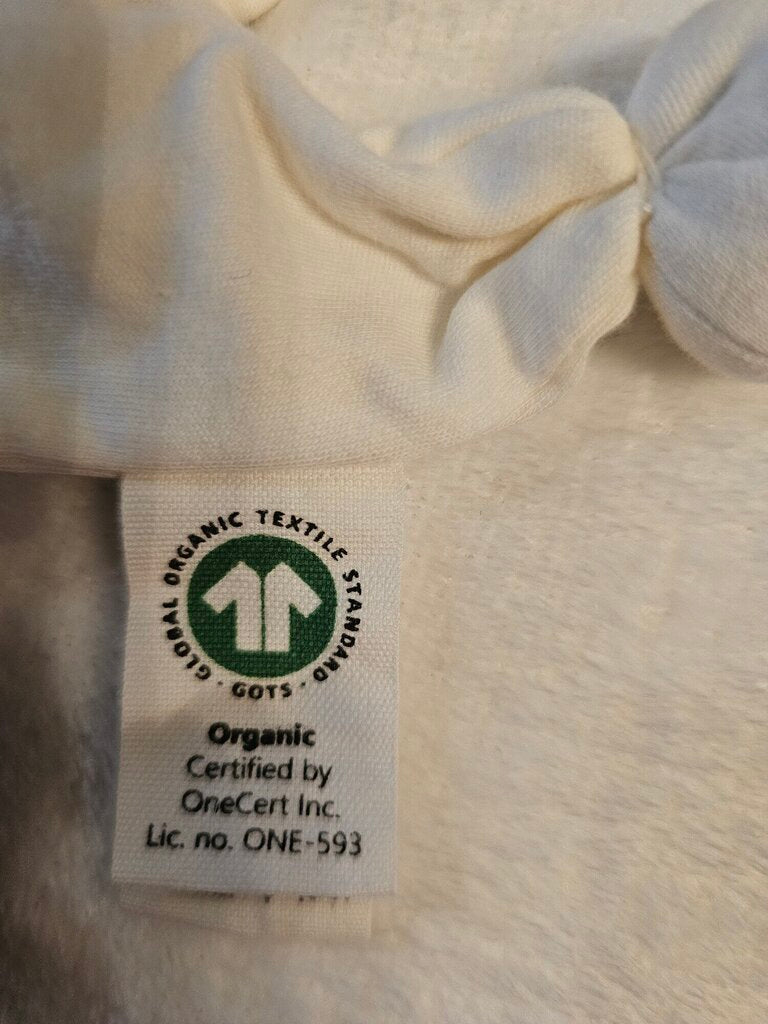 GLOBAL ORGANIC TEXTILE STANDARD · GOTS ·
Organic
Certified by
OneCert Inc.
Lic. no. ONE-593